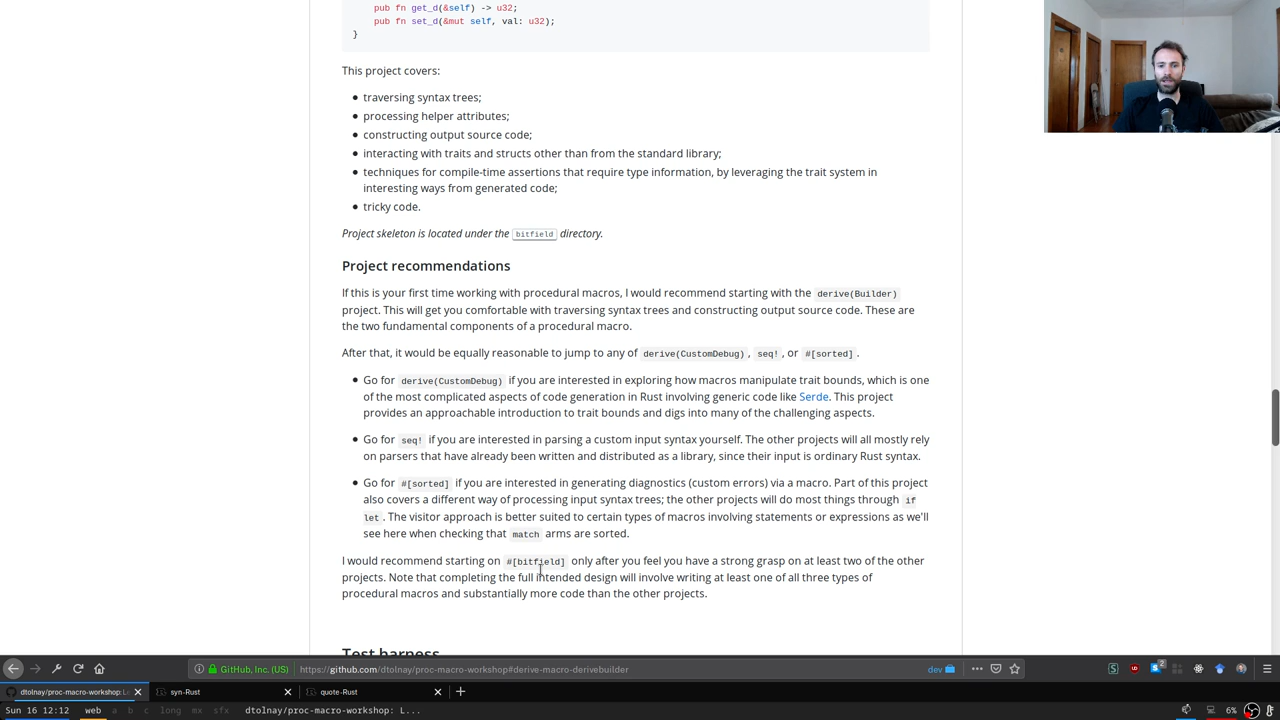 pub fn get_d(&self) -> u32;
pub fn set_d(&mut self, val: u32);
}
This project covers:
● traversing syntax trees;
● processing helper attributes;
● constructing output source code;
● interacting with traits and structs other than from the standard library;
● techniques for compile-time assertions that require type information, by leveraging the trait system in
interesting ways from generated code;
● tricky code.
Project skeleton is located under the bitfield directory.
Project recommendations
If this is your first time working with procedural macros, I would recommend starting with the derive(Builder)
project. This will get you comfortable with traversing syntax trees and constructing output source code. These are
the two fundamental components of a procedural macro.
After that, it would be equally reasonable to jump to any of derive(CustomDebug), seq!, or #[sorted].
● Go for derive(CustomDebug) if you are interested in exploring how macros manipulate trait bounds, which is one
of the most complicated aspects of code generation in Rust involving generic code like Serde. This project
provides an approachable introduction to trait bounds and digs into many of the challenging aspects.
● Go for seq! if you are interested in parsing a custom input syntax yourself. The other projects will all mostly rely
on parsers that have already been written and distributed as a library, since their input is ordinary Rust syntax.
● Go for #[sorted] if you are interested in generating diagnostics (custom errors) via a macro. Part of this project
also covers a different way of processing input syntax trees; the other projects will do most things through if
let. The visitor approach is better suited to certain types of macros involving statements or expressions as we'll
see here when checking that match arms are sorted.
I would recommend starting on #[bitfield] only after you feel you have a strong grasp on at least two of the other
projects. Note that completing the full intended design will involve writing at least one of all three types of
procedural macros and substantially more code than the other projects.
Test harness
GitHub, Inc. (US) https://github.com/dtolnay/proc-macro-workshop#derive-macro-derivebuilder dev
dtolnay/proc-macro-workshop: L syn-Rust quote-Rust
Sun 16 12:12 web a b c long mx sfx dtolnay/proc-macro-workshop: L... 6%